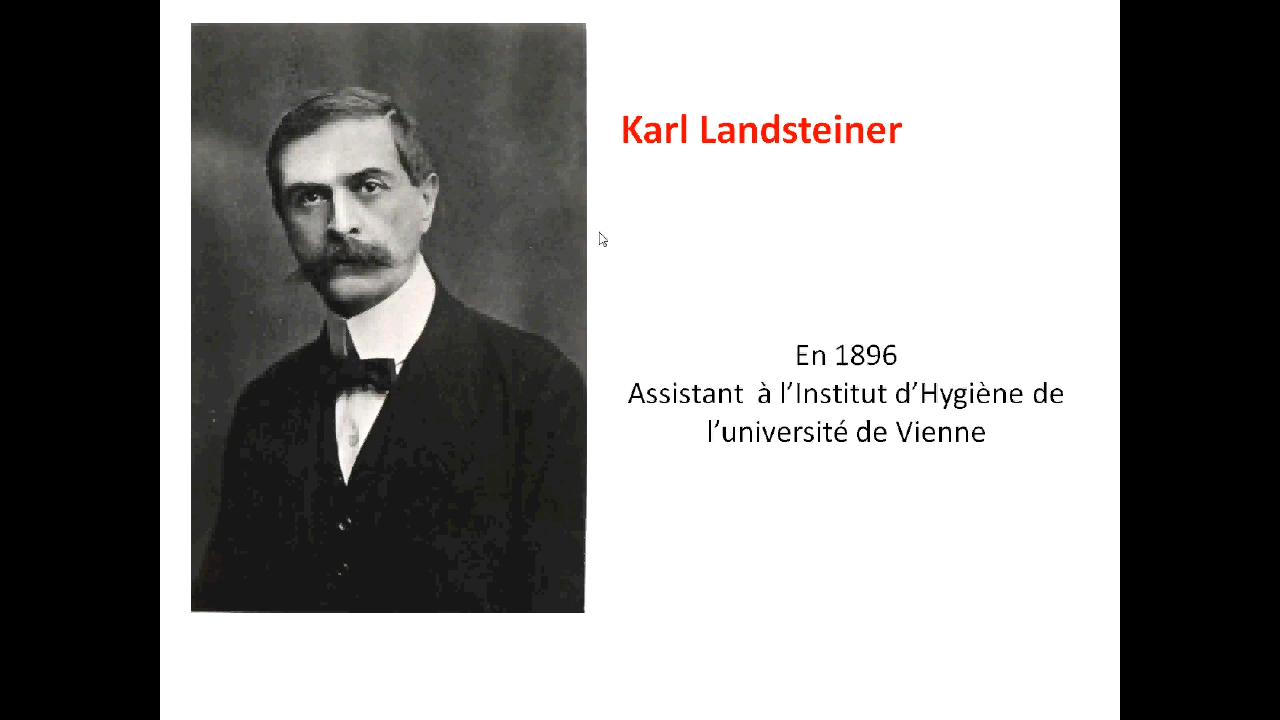 Karl Landsteiner
En 1896
Assistant à l’Institut d’Hygiène de
l’université de Vienne